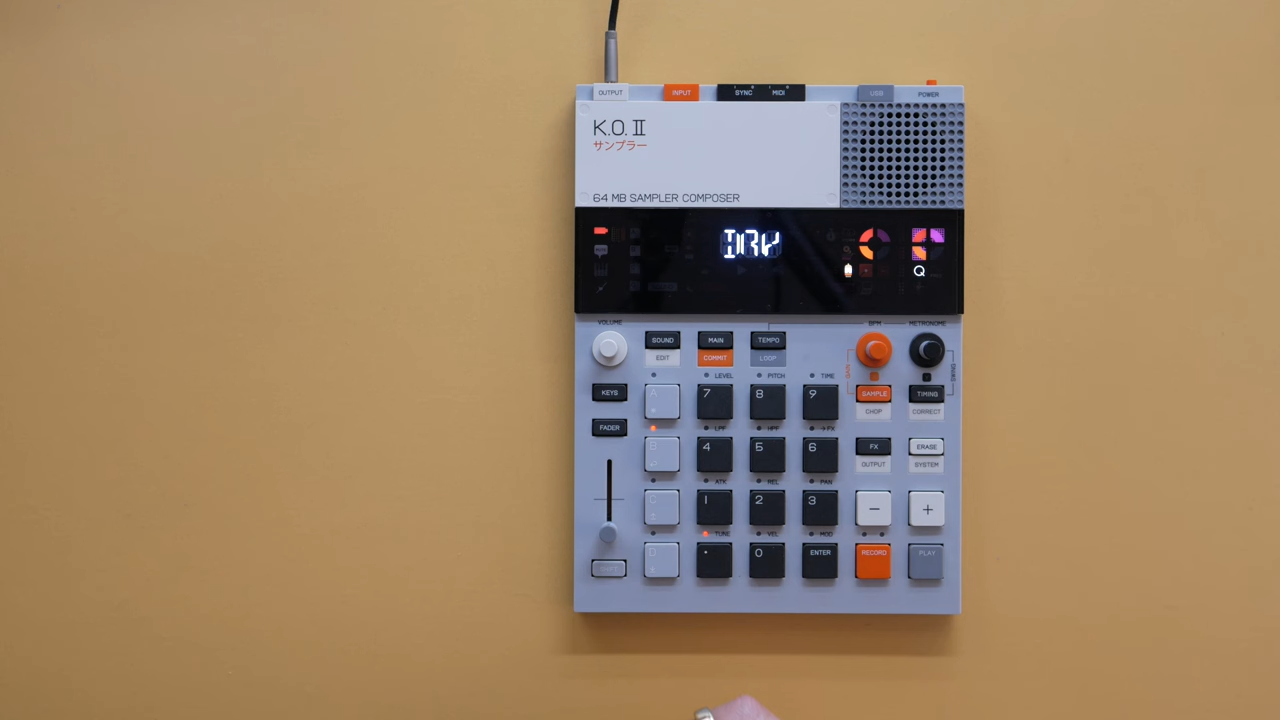 OUTPUT INPUT SYNC MIDI USB POWER
K.O. II
サンプラー
64 MB SAMPLER COMPOSER
DRV
Q
VOLUME BPM METRONOME
SOUND MAIN TEMPO
EDIT COMMIT LOOP
LEVEL PITCH TIME
KEYS A 7 8 9 SAMPLE TIMING
CHOP CORRECT
FADER LPF HPF FX
B 4 5 6 FX ERASE
OUTPUT SYSTEM
ATK REL PAN
C 1 2 3 - +
TUNE VEL MOD
D . 0 ENTER RECORD PLAY
SHIFT